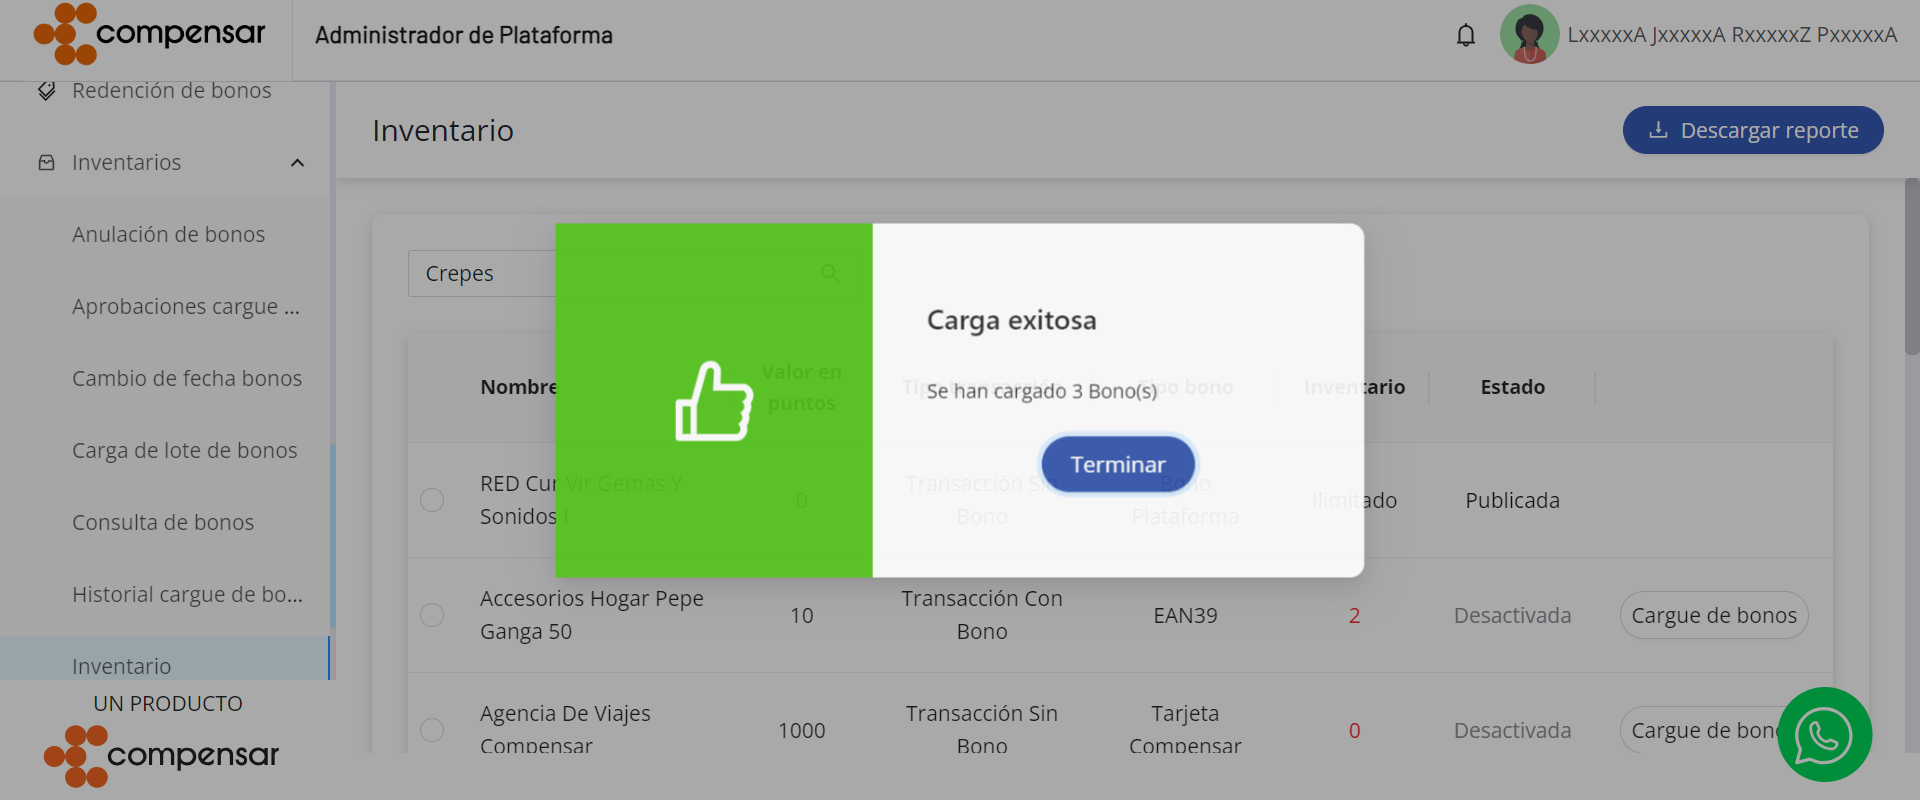 compensar
Administrador de Plataforma
LxxxxxA JxxxxxA RxxxxxZ PxxxxxA
Redención de bonos
Inventarios
Anulación de bonos
Aprobaciones cargue ...
Cambio de fecha bonos
Carga de lote de bonos
Consulta de bonos
Historial cargue de bo...
Inventario
UN PRODUCTO
compensar
Inventario
Descargar reporte
Crepes
Carga exitosa
Se han cargado 3 Bono(s)
Terminar
Nombre Valor en puntos Tipo transacción Tipo bono Inventario Estado
RED Cur Vir Gemas Y 0 Transacción Sin Bono Ilimitado Publicada
Sonidos I Bono Plataforma
Accesorios Hogar Pepe 10 Transacción Con EAN39 2 Desactivada Cargue de bonos
Ganga 50 Bono
Agencia De Viajes 1000 Transacción Sin Tarjeta 0 Desactivada Cargue de bon
Compensar Bono Compensar